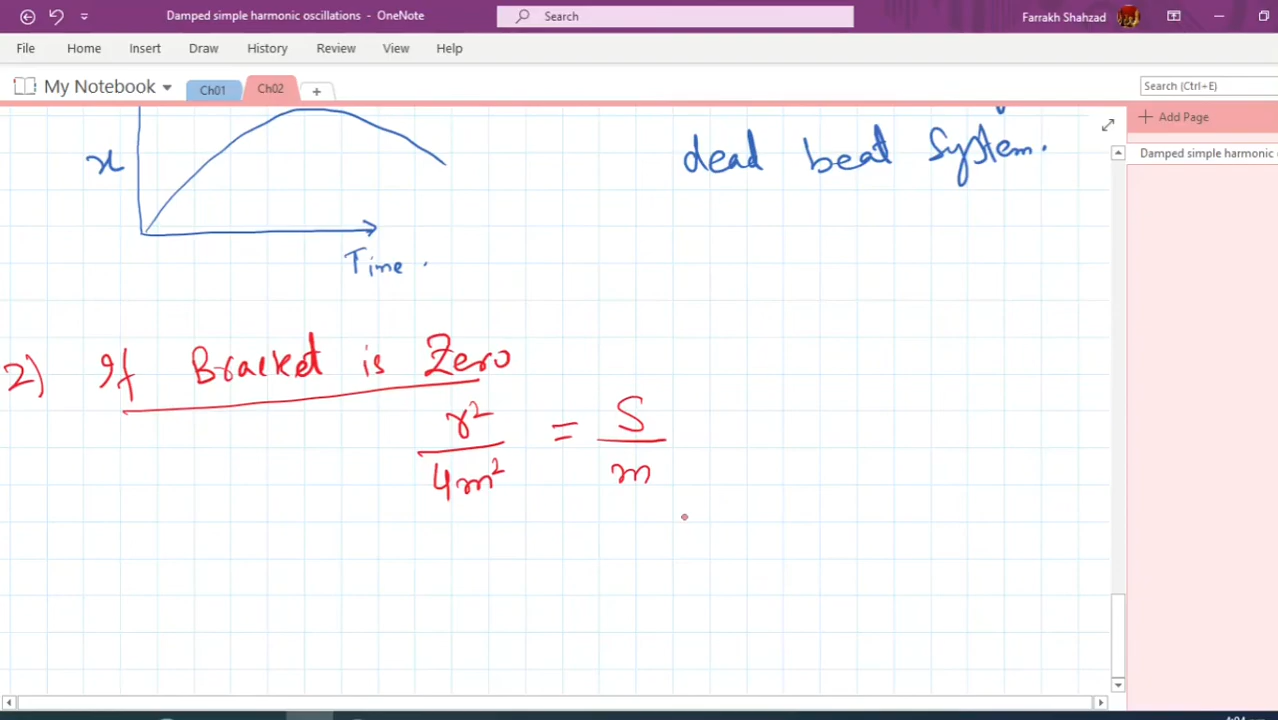 Damped simple harmonic oscillations - OneNote
Search
Farrakh Shahzad
File Home Insert Draw History Review View Help
My Notebook
Ch01
Ch02
+
Search (Ctrl+E)
Add Page
Damped simple harmonic
x
dead beat System.
Time.
2) If Bracket is Zero
r²/4m² = S/m